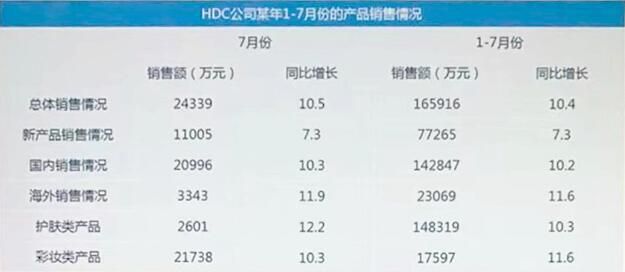 HDC公司某年1-7月份的产品销售情况
7月份 1-7月份
销售额（万元） 同比增长 销售额（万元） 同比增长
总体销售情况 24339 10.5 165916 10.4
新产品销售情况 11005 7.3 77265 7.3
国内销售情况 20996 10.3 142847 10.2
海外销售情况 3343 11.9 23069 11.6
护肤类产品 2601 12.2 148319 10.3
彩妆类产品 21738 10.3 17597 11.6